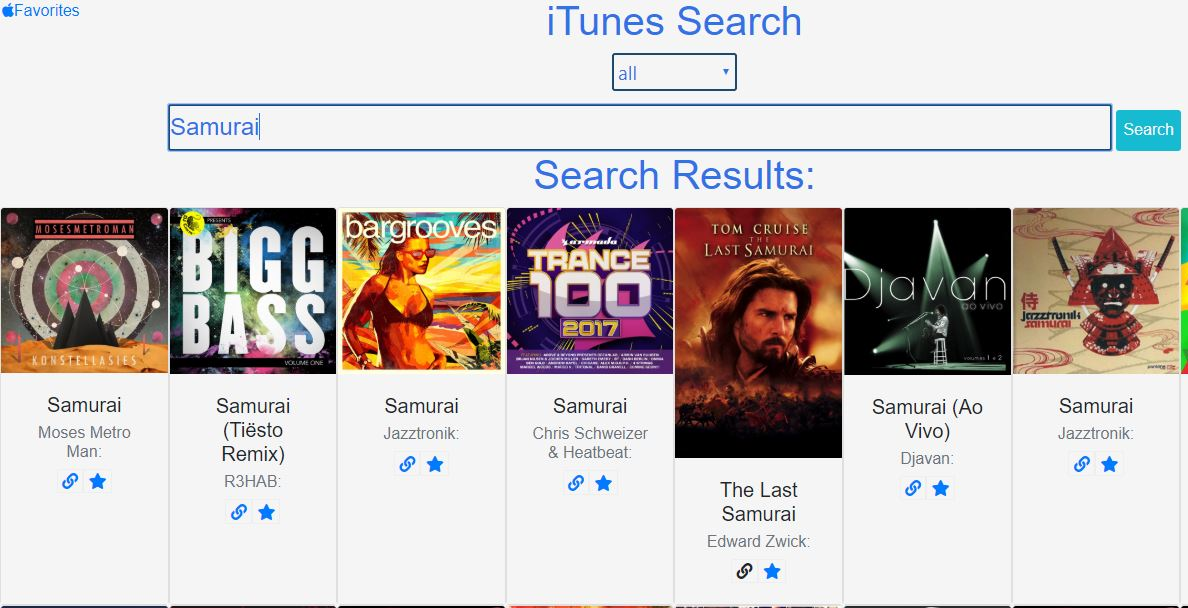 Favorites
iTunes Search
all
Samurai
Search
Search Results:
MOSESMETROMAN
KONSTELLASIES
Samurai
Moses Metro
Man:
PRESENTS
BIGG
BASS
VOLUME ONE
Samurai
(Tiësto
Remix)
R3HAB:
bargrooves
Samurai
Jazztronik:
armada
TRANCE
100
2017
Samurai
Chris Schweizer
& Heatbeat:
TOM CRUISE
THE
LAST SAMURAI
The Last
Samurai
Edward Zwick:
Djavan
ao vivo
volumes 1 e 2
Samurai (Ao
Vivo)
Djavan:
侍
Jazztronik
samurai
Samurai
Jazztronik: